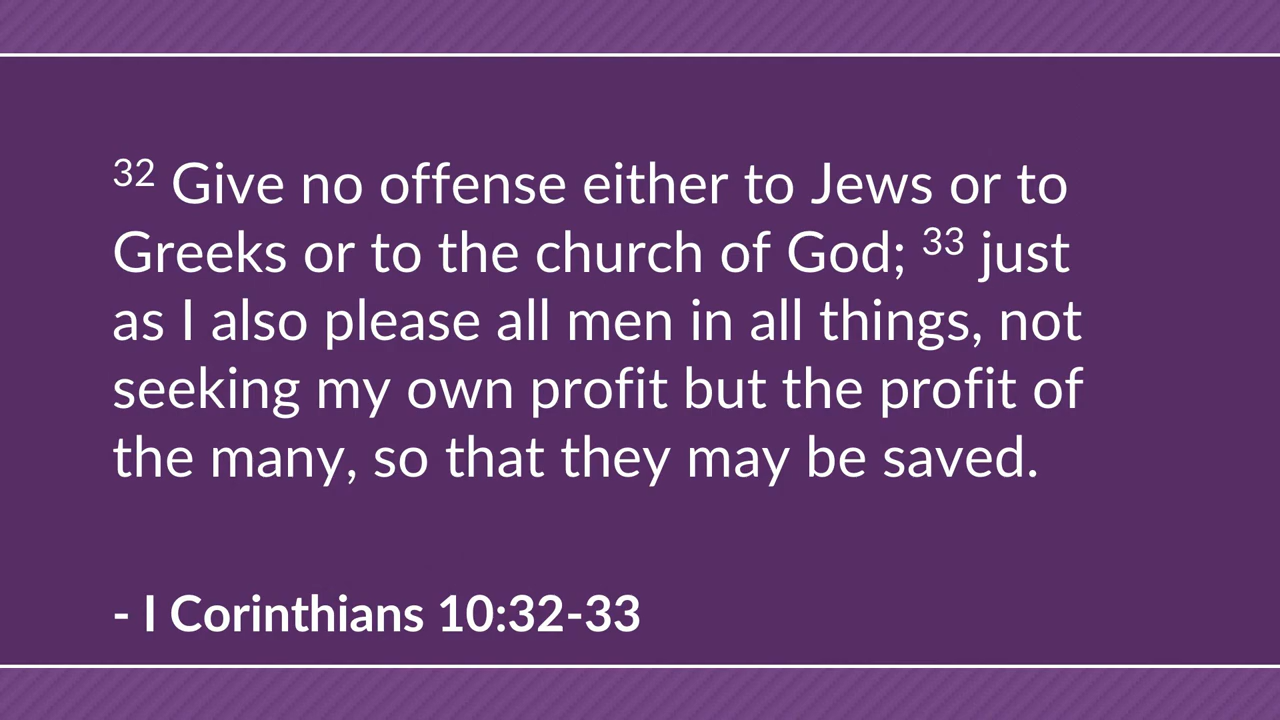 32 Give no offense either to Jews or to
Greeks or to the church of God; 33 just
as I also please all men in all things, not
seeking my own profit but the profit of
the many, so that they may be saved.
- I Corinthians 10:32-33